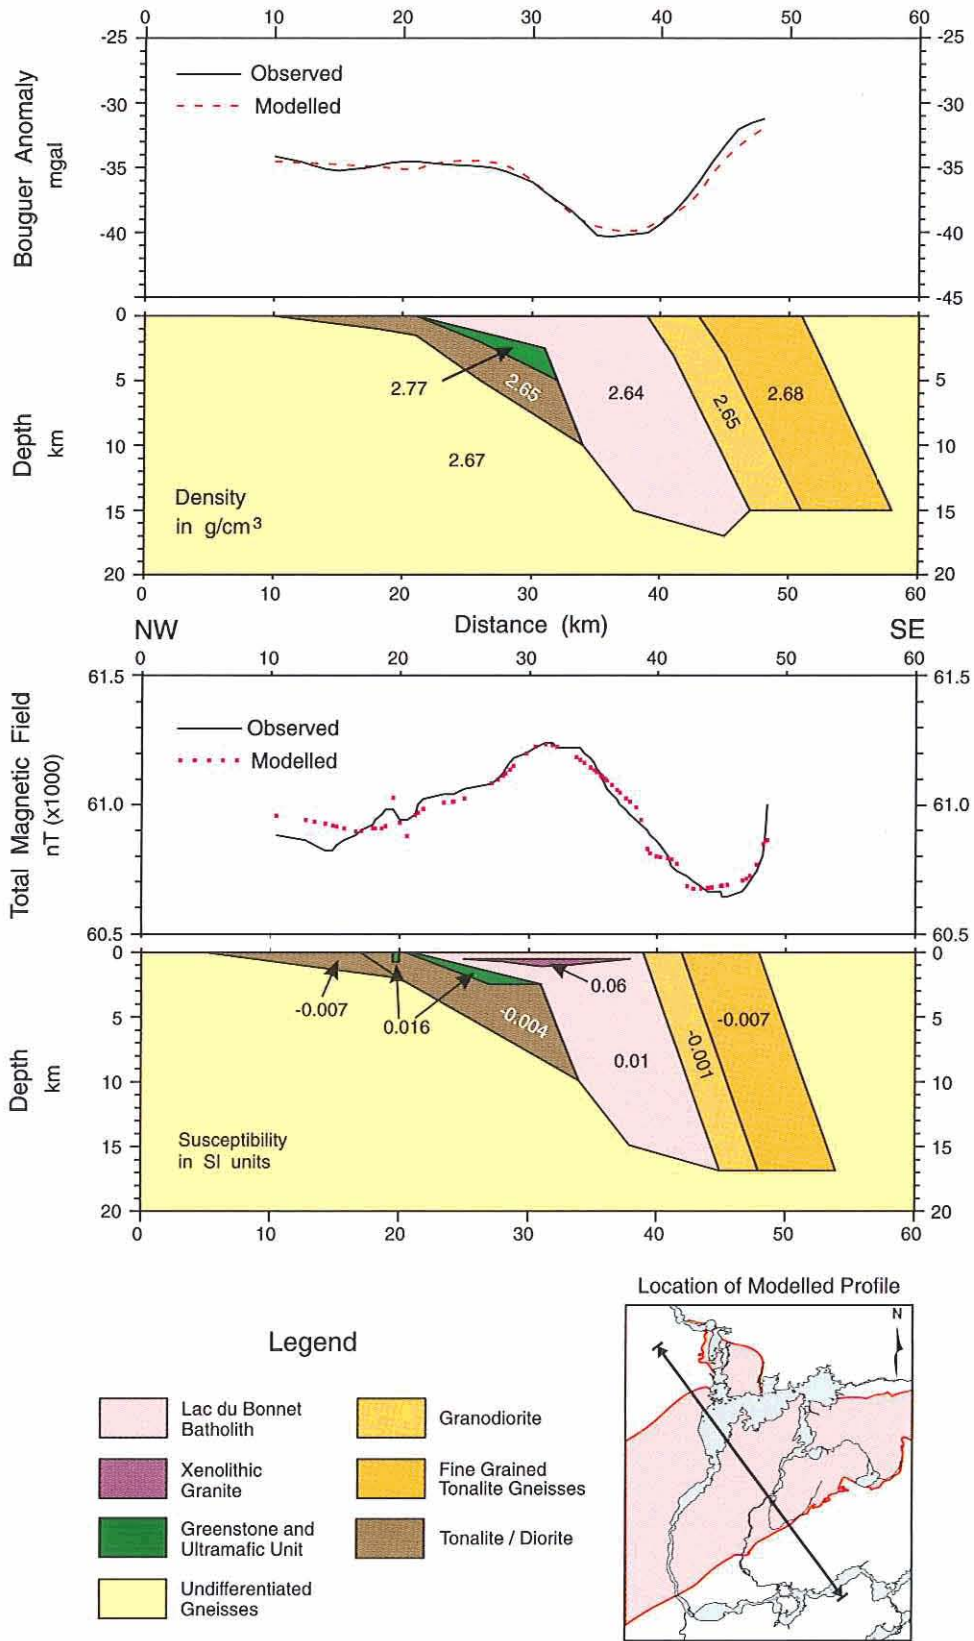 0 10 20 30 40 50 60
-25 -25
-30 -30
-35 -35
-40 -40
-45 -45
Bouguer Anomaly
mgal
Observed
Modelled
0 0
5 5
10 10
15 15
20 20
Depth
km
2.77
2.65
2.64
2.65
2.68
2.67
Density
in g/cm³
0 10 20 30 40 50 60
NW Distance (km) SE
0 10 20 30 40 50 60
61.5 61.5
61.0 61.0
60.5 60.5
Total Magnetic Field
nT (x1000)
Observed
Modelled
0 0
5 5
10 10
15 15
20 20
Depth
km
-0.007
0.016
-0.004
0.06
0.01
-0.001
-0.007
Susceptibility
in SI units
0 10 20 30 40 50 60
Location of Modelled Profile
N
Legend
Lac du Bonnet
Batholith
Xenolithic
Granite
Greenstone and
Ultramafic Unit
Undifferentiated
Gneisses
Granodiorite
Fine Grained
Tonalite Gneisses
Tonalite / Diorite